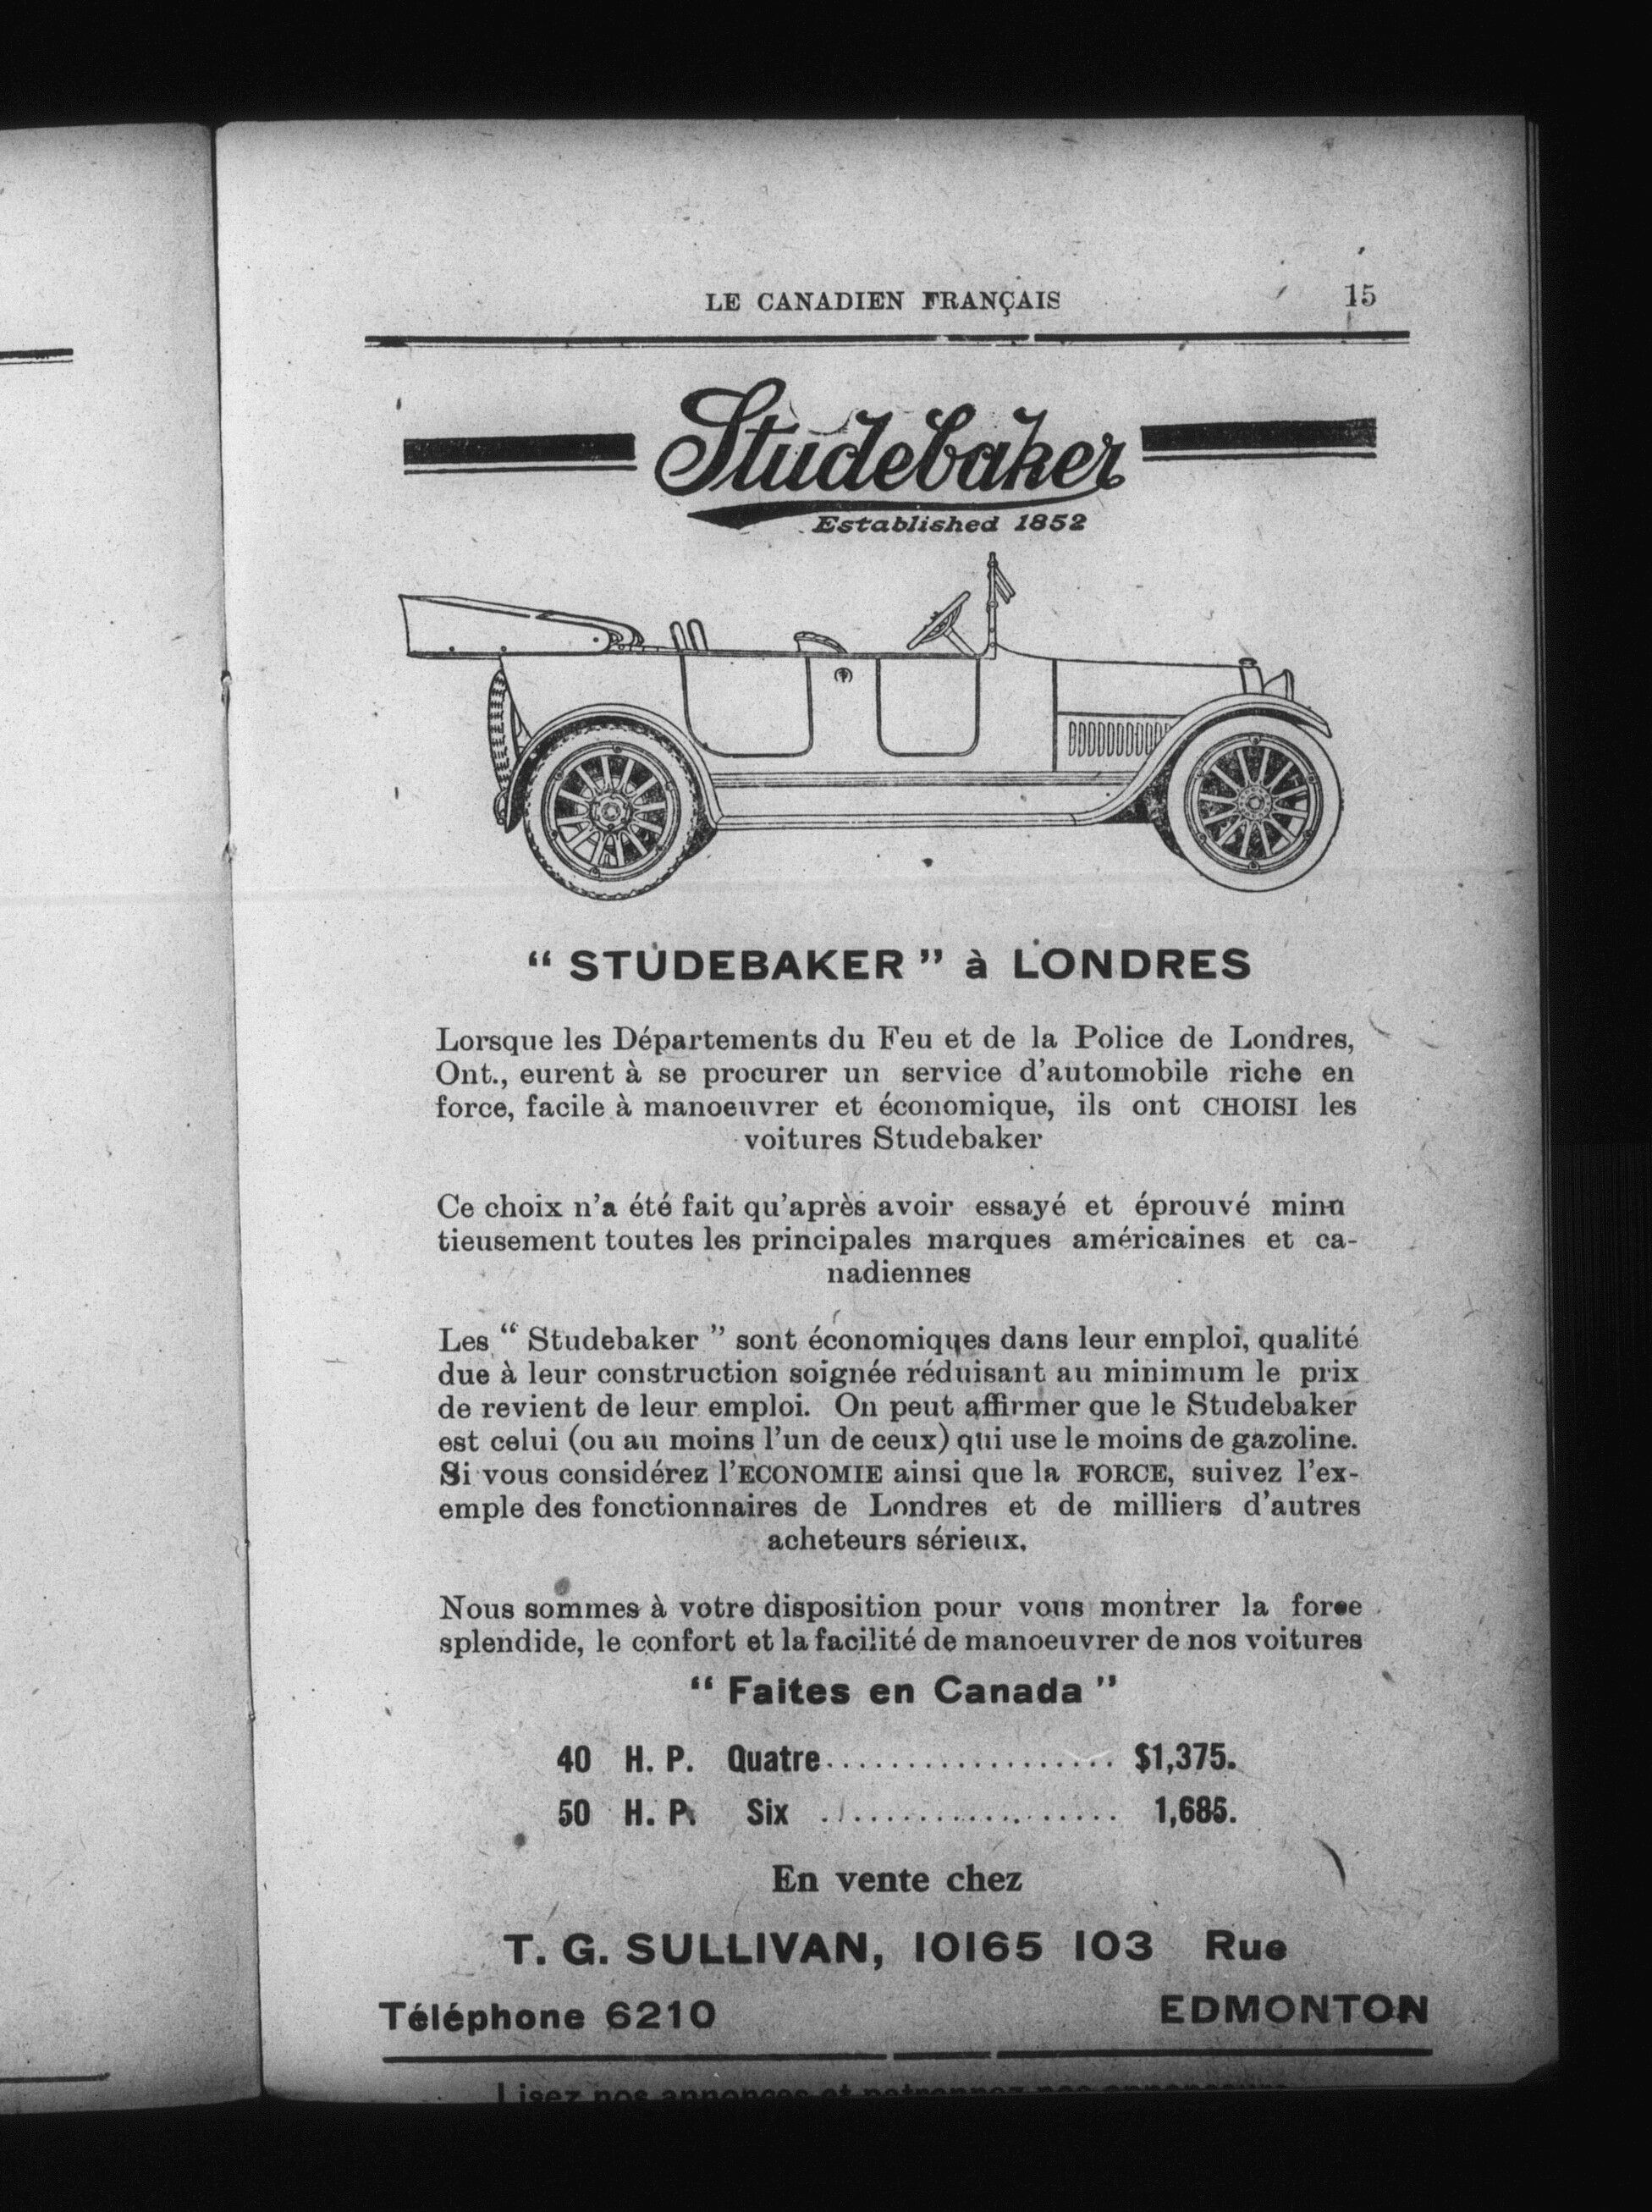 LE CANADIEN FRANÇAIS 15
Studebaker
Established 1852
“ STUDEBAKER ” à LONDRES
Lorsque les Départements du Feu et de la Police de Londres,
Ont., eurent à se procurer un service d'automobile riche en
force, facile à manoeuvrer et économique, ils ont CHOISI les
voitures Studebaker
Ce choix n'a été fait qu'après avoir essayé et éprouvé minu
tieusement toutes les principales marques américaines et ca-
nadiennes
Les “ Studebaker ” sont économiques dans leur emploi, qualité
due à leur construction soignée réduisant au minimum le prix
de revient de leur emploi. On peut affirmer que le Studebaker
est celui (ou au moins l'un de ceux) qui use le moins de gazoline.
Si vous considérez l'ECONOMIE ainsi que la FORCE, suivez l'ex-
emple des fonctionnaires de Londres et de milliers d'autres
acheteurs sérieux.
Nous sommes à votre disposition pour vous montrer la force
splendide, le confort et la facilité de manoeuvrer de nos voitures
“ Faites en Canada ”
40 H. P. Quatre.................. $1,375.
50 H. P. Six .................. 1,685.
En vente chez
T. G. SULLIVAN, 10165 103 Rue
Téléphone 6210 EDMONTON
Lisez nos annonces et